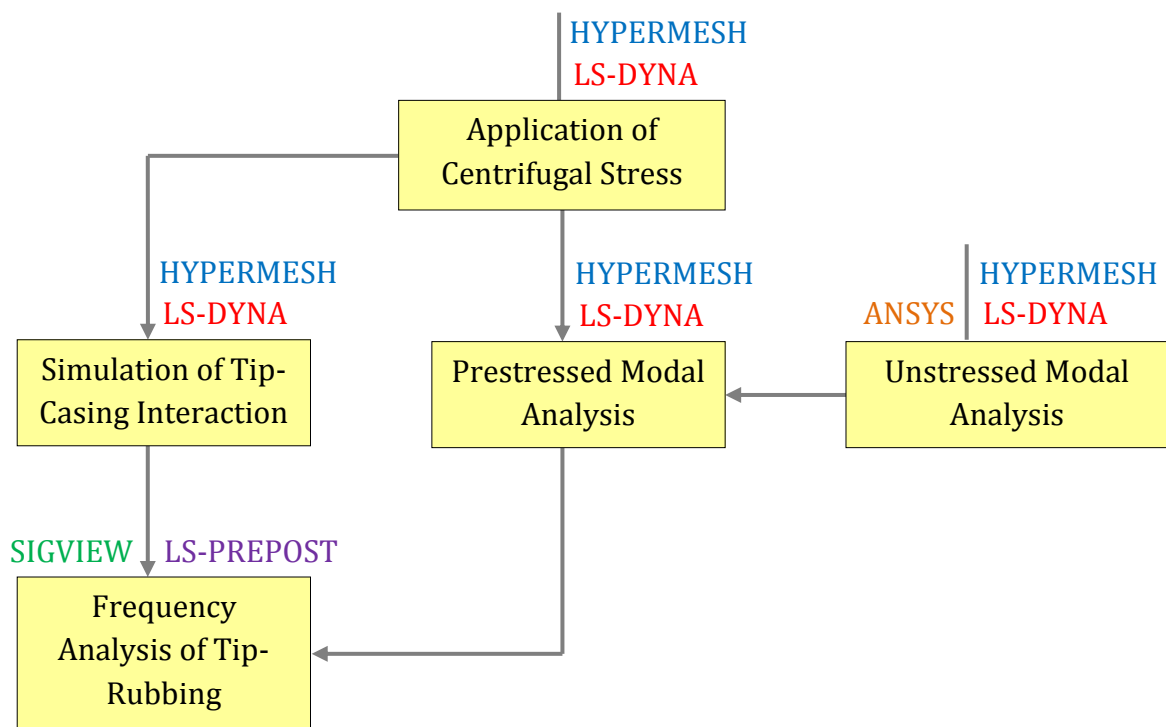 HYPERMESH
LS-DYNA
Application of
Centrifugal Stress
HYPERMESH
LS-DYNA
Simulation of Tip-
Casing Interaction
HYPERMESH
LS-DYNA
Prestressed Modal
Analysis
ANSYS
HYPERMESH
LS-DYNA
Unstressed Modal
Analysis
SIGVIEW
LS-PREPOST
Frequency
Analysis of Tip-
Rubbing